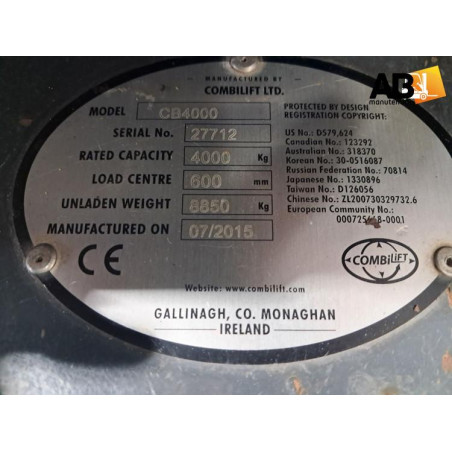 MANUFACTURED BY
COMBILIFT LTD.
MODEL CB4000
SERIAL No. 27712
RATED CAPACITY 4000 Kg
LOAD CENTRE 600 mm
UNLADEN WEIGHT 6850 Kg
MANUFACTURED ON 07/2015
PROTECTED BY DESIGN
REGISTRATION COPYRIGHT:
US No.: D579,624
Canadian No.: 123292
Australian No.: 318370
Korean No.: 30-0516087
Russian Federation No.: 70814
Japanese No.: 1330896
Taiwan No.: D126056
Chinese No.: ZL200730329732.6
European Community No.:
CE
COMBiLiFT
Website: www.combilift.com
GALLINAGH, CO. MONAGHAN
IRELAND